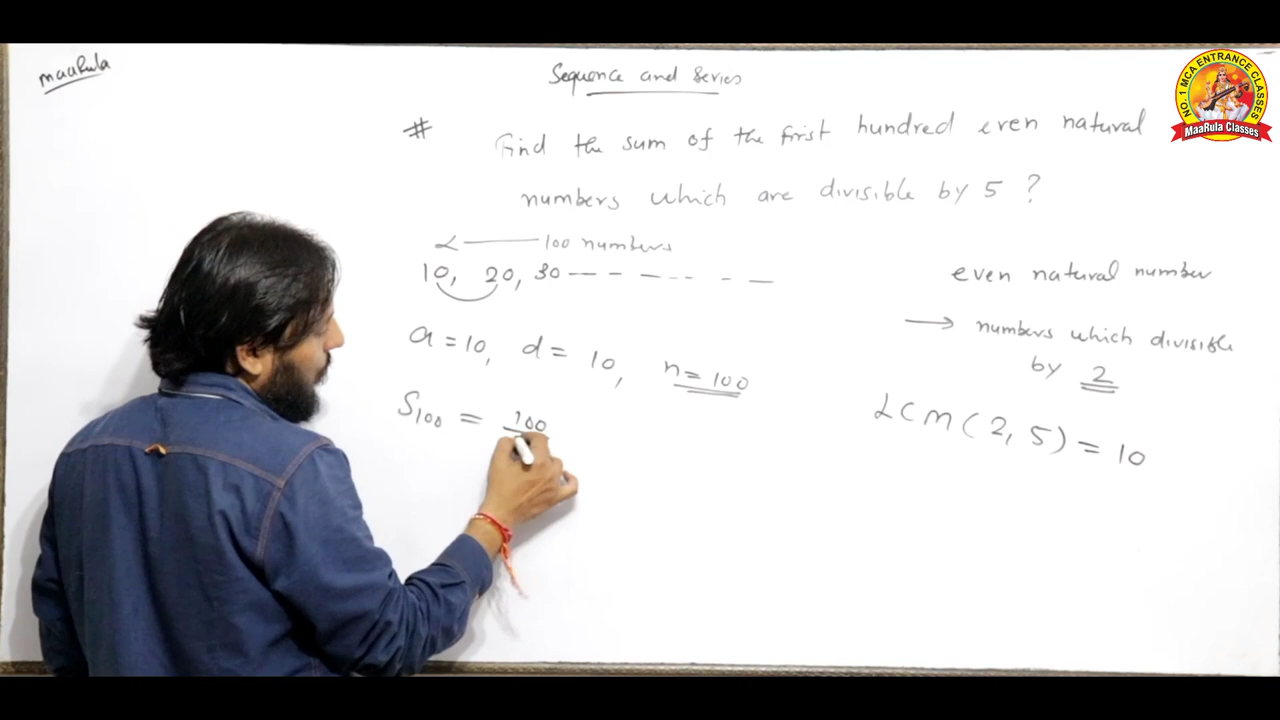 maaRula
Sequence and Series
# Find the sum of the first hundred even natural
numbers which are divisible by 5 ?
100 numbers
10, 20, 30 — - — - - - —
a = 10, d = 10, n = 100
S100 = 100
even natural number
→ numbers which divisible
by 2
LCM (2, 5) = 10
NO. 1 MCA ENTRANCE CLASSES
MaaRula Classes